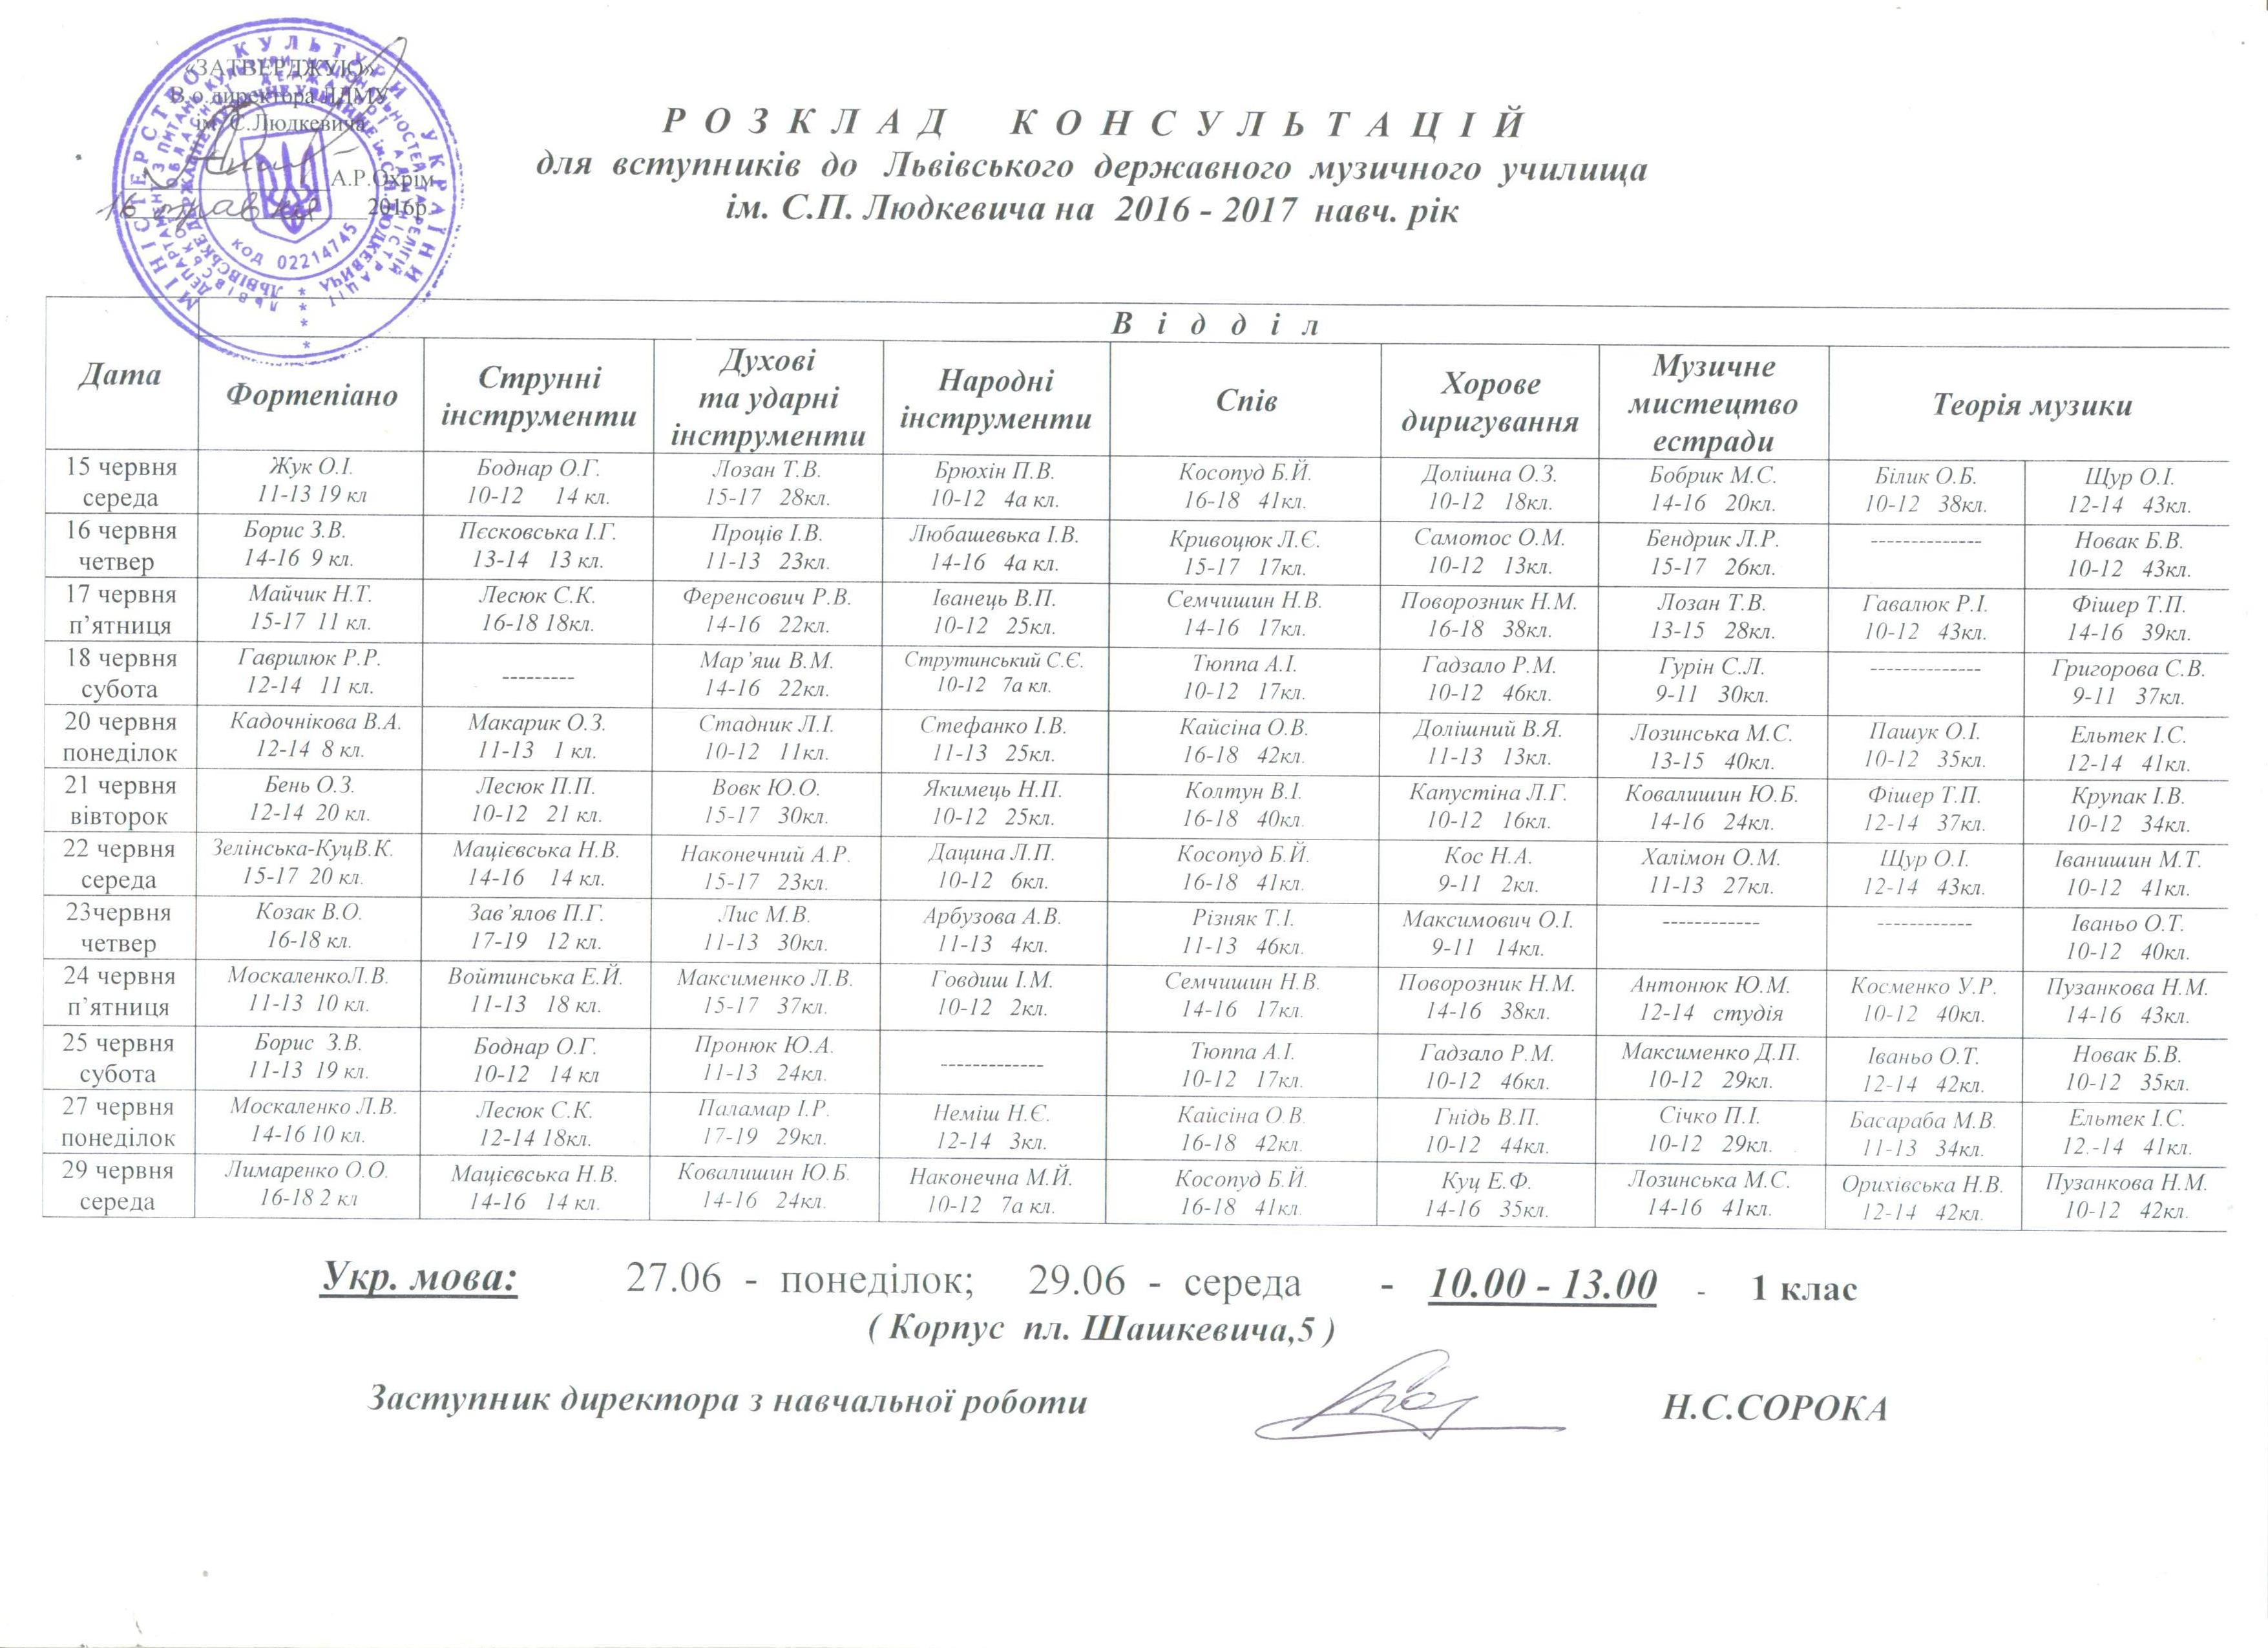 «ЗАТВЕРДЖУЮ»
В.о.директора ЛДМУ
ім. С.Людкевича
А.Р.Охрім
16 травня 2016р.
МІНІСТЕРСТВО КУЛЬТУРИ УКРАЇНИ
КОД 02214745
РОЗКЛАД КОНСУЛЬТАЦІЙ
для вступників до Львівського державного музичного училища
ім. С.П. Людкевича на 2016 - 2017 навч. рік
Дата
Відділ
Фортепіано
Струнні
інструменти
Духові
та ударні
інструменти
Народні
інструменти
Спів
Хорове
диригування
Музичне
мистецтво
естради
Теорія музики
15 червня
середа
Жук О.І.
11-13 19 кл
Боднар О.Г.
10-12 14 кл.
Лозан Т.В.
15-17 28кл.
Брюхін П.В.
10-12 4а кл.
Косопуд Б.Й.
16-18 41кл.
Долішна О.З.
10-12 18кл.
Бобрик М.С.
14-16 20кл.
Білик О.Б.
10-12 38кл.
Щур О.І.
12-14 43кл.
16 червня
четвер
Борис З.В.
14-16 9 кл.
Пєсковська І.Г.
13-14 13 кл.
Проців І.В.
11-13 23кл.
Любашевька І.В.
14-16 4а кл.
Кривоцюк Л.Є.
15-17 17кл.
Самотос О.М.
10-12 13кл.
Бендрик Л.Р.
15-17 26кл.
-------------
Новак Б.В.
10-12 43кл.
17 червня
п’ятниця
Майчик Н.Т.
15-17 11 кл.
Лесюк С.К.
16-18 18кл.
Ференсович Р.В.
14-16 22кл.
Іванець В.П.
10-12 25кл.
Семчишин Н.В.
14-16 17кл.
Поворозник Н.М.
16-18 38кл.
Лозан Т.В.
13-15 28кл.
Гавалюк Р.І.
10-12 43кл.
Фішер Т.П.
14-16 39кл.
18 червня
субота
Гаврилюк Р.Р.
12-14 11 кл.
---------
Мар’яш В.М.
14-16 22кл.
Струтинський С.Є.
10-12 7а кл.
Тюппа А.І.
10-12 17кл.
Гадзало Р.М.
10-12 46кл.
Гурін С.Л.
9-11 30кл.
-------------
Григорова С.В.
9-11 37кл.
20 червня
понеділок
Кадочнікова В.А.
12-14 8 кл.
Макарик О.З.
11-13 1 кл.
Стадник Л.І.
10-12 11кл.
Стефанко І.В.
11-13 25кл.
Кайсіна О.В.
16-18 42кл.
Долішний В.Я.
11-13 13кл.
Лозинська М.С.
13-15 40кл.
Пащук О.І.
10-12 35кл.
Ельтек І.С.
12-14 41кл.
21 червня
вівторок
Бень О.З.
12-14 20 кл.
Лесюк П.П.
10-12 21 кл.
Вовк Ю.О.
15-17 30кл.
Якимець Н.П.
10-12 25кл.
Колтун В.І.
16-18 40кл.
Капустіна Л.Г.
10-12 16кл.
Ковалишин Ю.Б.
14-16 24кл.
Фішер Т.П.
12-14 37кл.
Крупак І.В.
10-12 34кл.
22 червня
середа
Зелінська-КуцВ.К.
15-17 20 кл.
Мацієвська Н.В.
14-16 14 кл.
Наконечний А.Р.
15-17 23кл.
Дацина Л.П.
10-12 6кл.
Косопуд Б.Й.
16-18 41кл.
Кос Н.А.
9-11 2кл.
Халімон О.М.
11-13 27кл.
Щур О.І.
12-14 43кл.
Іванишин М.Т.
10-12 41кл.
23червня
четвер
Козак В.О.
16-18 кл.
Зав’ялов П.Г.
17-19 12 кл.
Лис М.В.
11-13 30кл.
Арбузова А.В.
11-13 4кл.
Різняк Т.І.
11-13 46кл.
Максимович О.І.
9-11 14кл.
------------
------------
Іваньо О.Т.
10-12 40кл.
24 червня
п’ятниця
МоскаленкоЛ.В.
11-13 10 кл.
Войтинська Е.Й.
11-13 18 кл.
Максименко Л.В.
15-17 37кл.
Говдиш І.М.
10-12 2кл.
Семчишин Н.В.
14-16 17кл.
Поворозник Н.М.
14-16 38кл.
Антонюк Ю.М.
12-14 студія
Косменко У.Р.
10-12 40кл.
Пузанкова Н.М.
14-16 43кл.
25 червня
субота
Борис З.В.
11-13 19 кл.
Боднар О.Г.
10-12 14 кл
Пронюк Ю.А.
11-13 24кл.
-------------
Тюппа А.І.
10-12 17кл.
Гадзало Р.М.
10-12 46кл.
Максименко Д.П.
10-12 29кл.
Іваньо О.Т.
12-14 42кл.
Новак Б.В.
10-12 35кл.
27 червня
понеділок
Москаленко Л.В.
14-16 10 кл.
Лесюк С.К.
12-14 18кл.
Паламар І.Р.
17-19 29кл.
Неміш Н.Є.
12-14 3кл.
Кайсіна О.В.
16-18 42кл.
Гнідь В.П.
10-12 44кл.
Січко П.І.
10-12 29кл.
Басараба М.В.
11-13 34кл.
Ельтек І.С.
12.-14 41кл.
29 червня
середа
Лимаренко О.О.
16-18 2 кл
Мацієвська Н.В.
14-16 14 кл.
Ковалишин Ю.Б.
14-16 24кл.
Наконечна М.Й.
10-12 7а кл.
Косопуд Б.Й.
16-18 41кл.
Куц Е.Ф.
14-16 35кл.
Лозинська М.С.
14-16 41кл.
Орихівська Н.В.
12-14 42кл.
Пузанкова Н.М.
10-12 42кл.
Укр. мова: 27.06 - понеділок; 29.06 - середа - 10.00 - 13.00 - 1 клас
( Корпус пл. Шашкевича,5 )
Заступник директора з навчальної роботи Н.С.СОРОКА